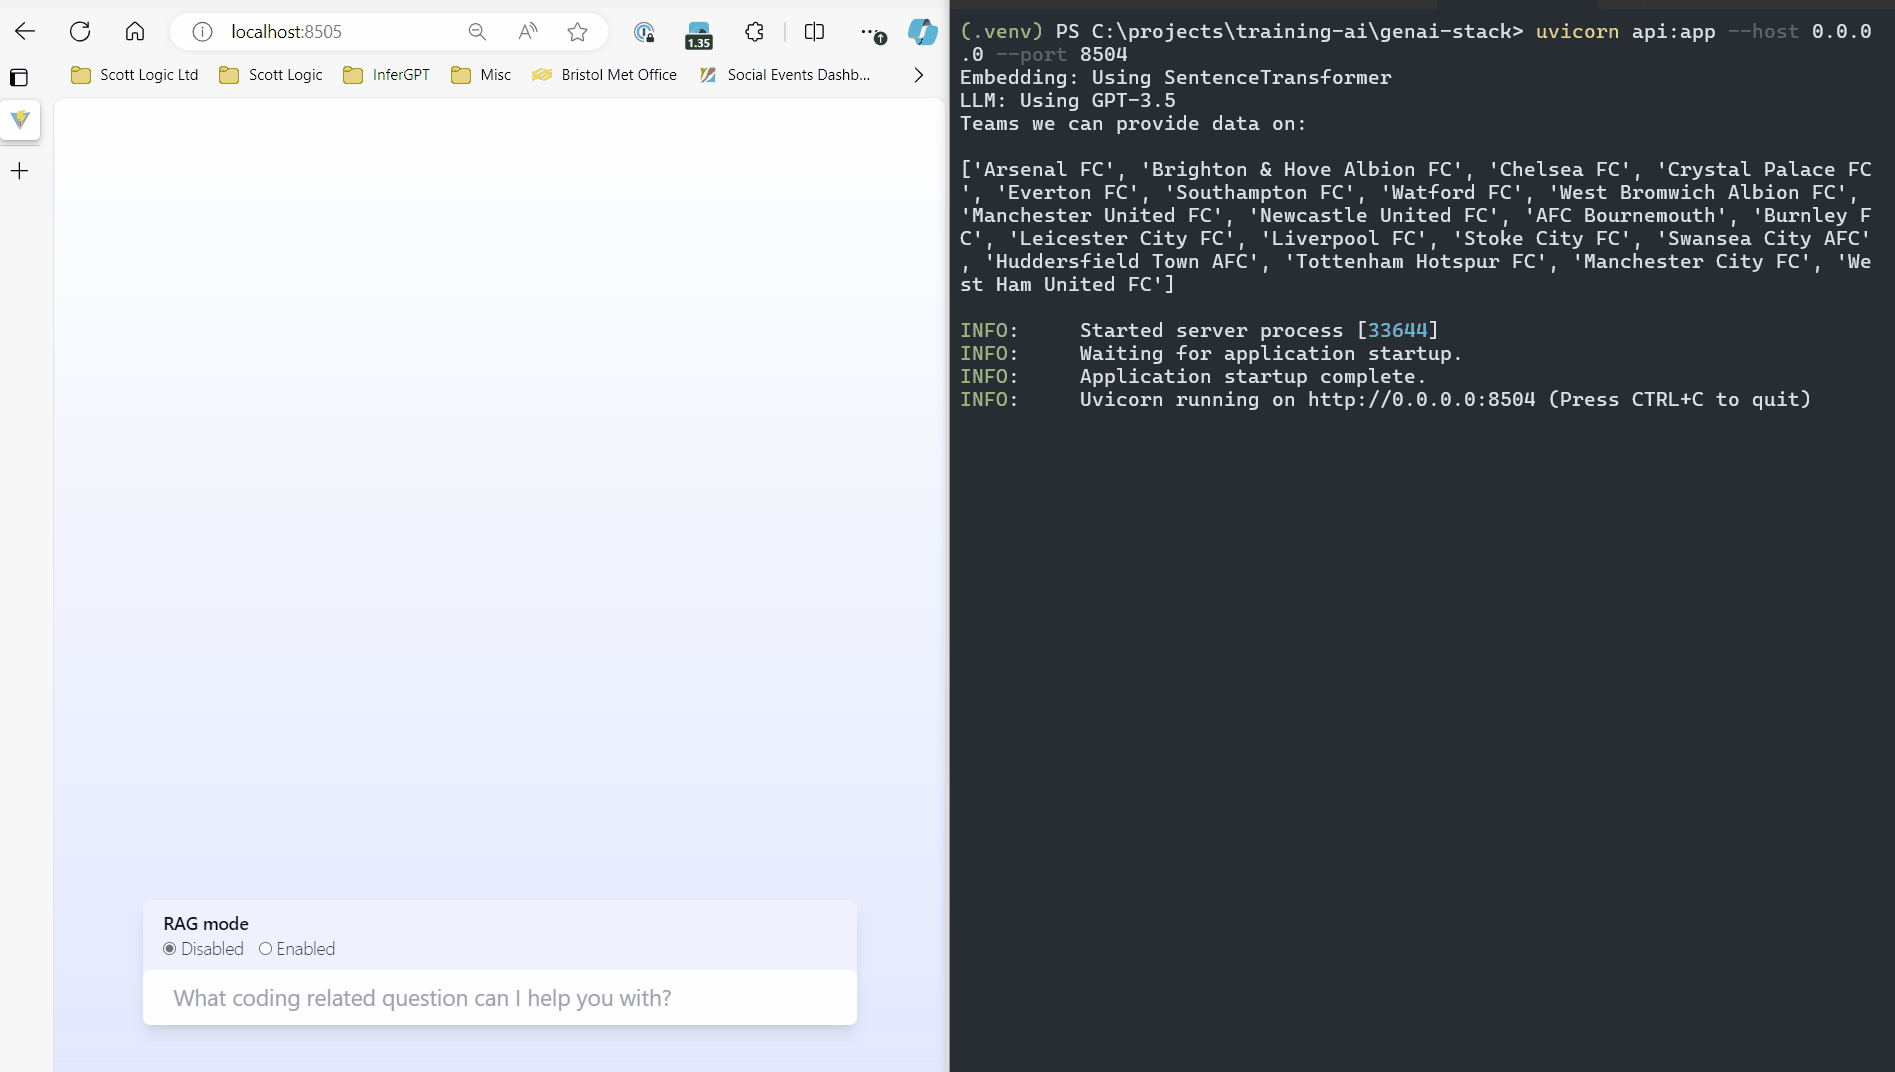 localhost:8505
1.35
Scott Logic Ltd
Scott Logic
InferGPT
Misc
Bristol Met Office
Social Events Dashb...
RAG mode
Disabled
Enabled
What coding related question can I help you with?
(.venv) PS C:\projects\training-ai\genai-stack> uvicorn api:app --host 0.0.0
.0 --port 8504
Embedding: Using SentenceTransformer
LLM: Using GPT-3.5
Teams we can provide data on:
['Arsenal FC', 'Brighton & Hove Albion FC', 'Chelsea FC', 'Crystal Palace FC
', 'Everton FC', 'Southampton FC', 'Watford FC', 'West Bromwich Albion FC',
'Manchester United FC', 'Newcastle United FC', 'AFC Bournemouth', 'Burnley F
C', 'Leicester City FC', 'Liverpool FC', 'Stoke City FC', 'Swansea City AFC'
, 'Huddersfield Town AFC', 'Tottenham Hotspur FC', 'Manchester City FC', 'We
st Ham United FC']
INFO:     Started server process [33644]
INFO:     Waiting for application startup.
INFO:     Application startup complete.
INFO:     Uvicorn running on http://0.0.0.0:8504 (Press CTRL+C to quit)